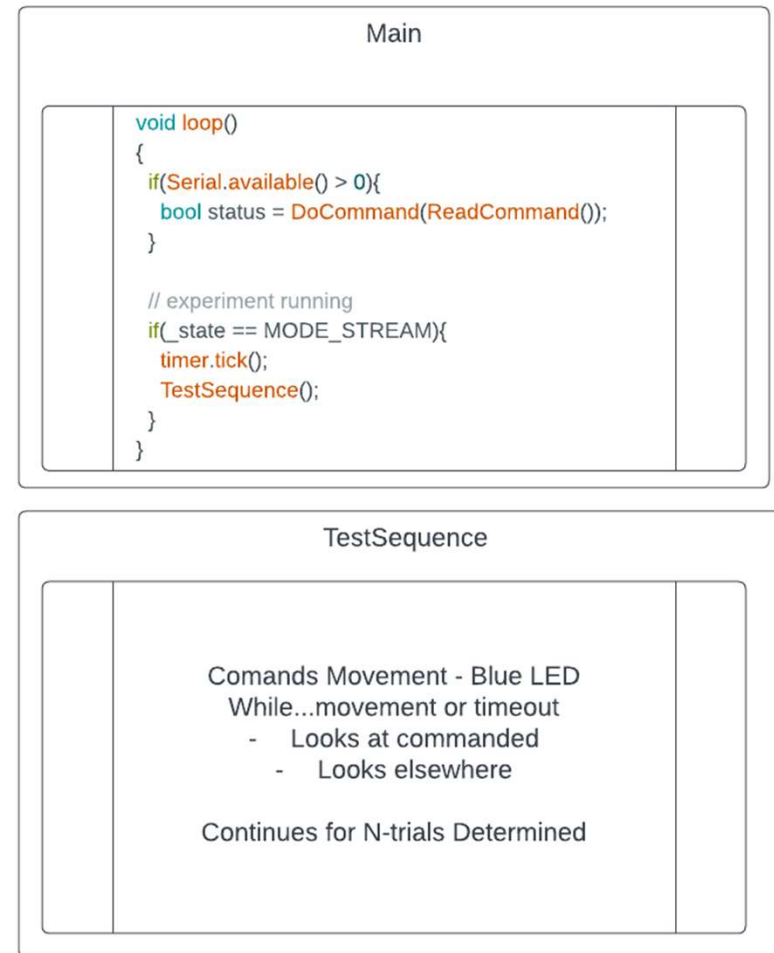 Main
void loop()
{
if(Serial.available() > 0){
bool status = DoCommand(ReadCommand());
}
// experiment running
if(_state == MODE_STREAM){
timer.tick();
TestSequence();
}
}
TestSequence
Comands Movement - Blue LED
While...movement or timeout
- Looks at commanded
- Looks elsewhere
Continues for N-trials Determined